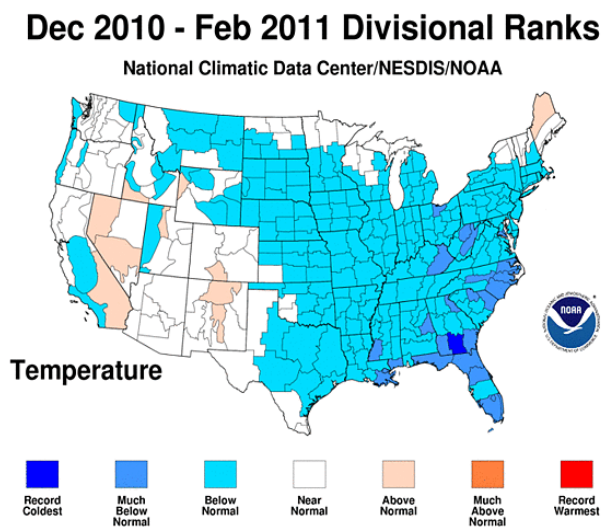 Dec 2010 - Feb 2011 Divisional Ranks
National Climatic Data Center/NESDIS/NOAA
NOAA
Temperature
Record
Coldest
Much
Below
Normal
Below
Normal
Near
Normal
Above
Normal
Much
Above
Normal
Record
Warmest